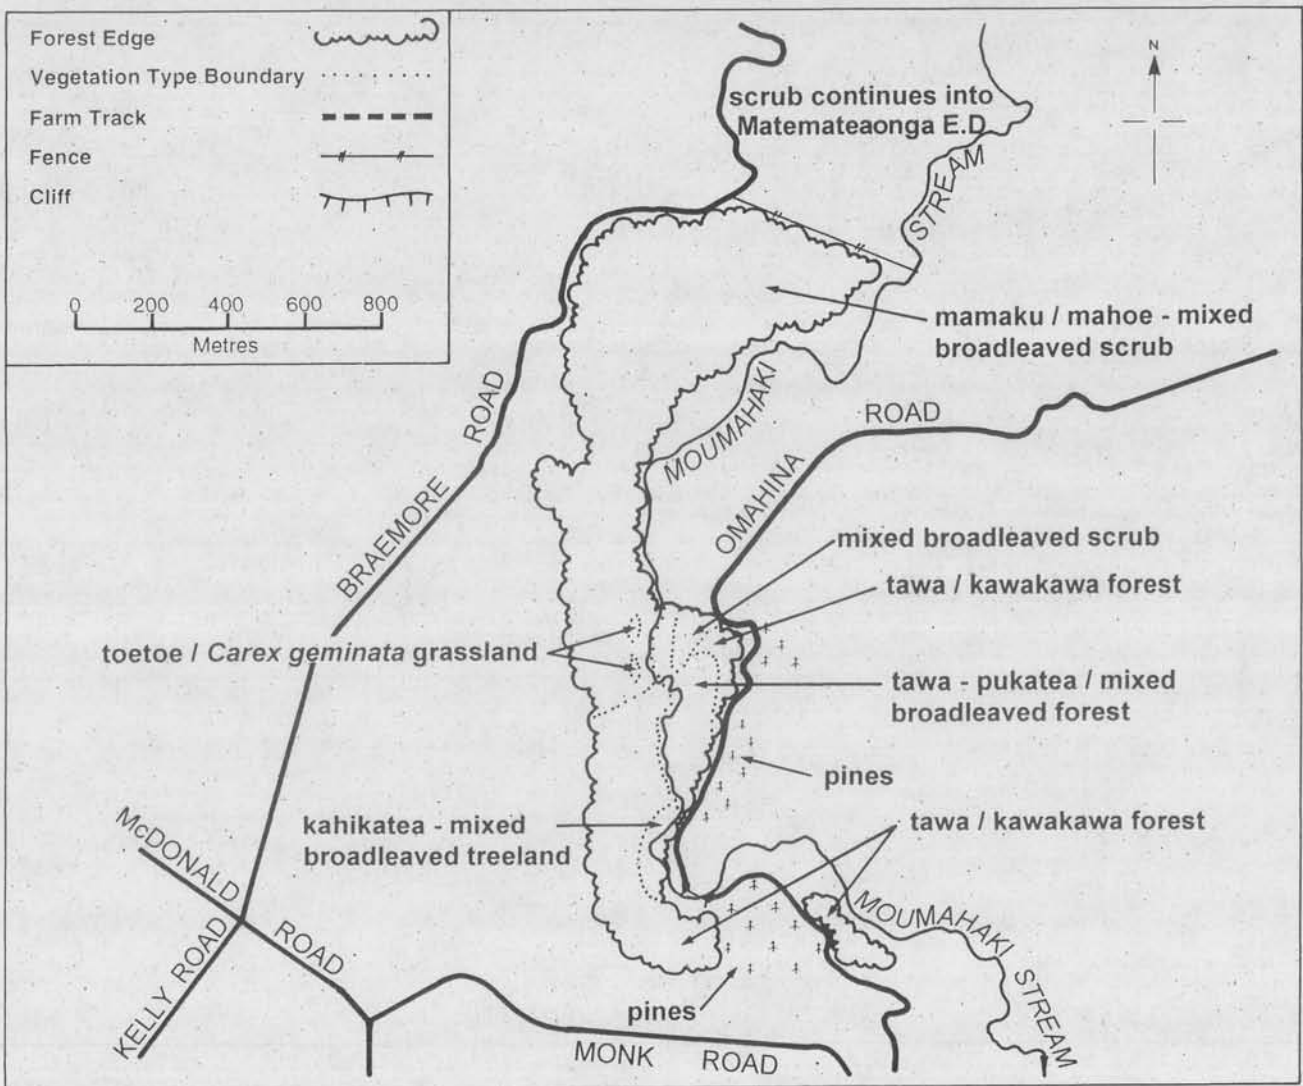 Forest Edge
Vegetation Type Boundary
Farm Track
Fence
Cliff
0 200 400 800
Metres
N
scrub continues into
Matemateaonga E.D
STREAM
mamaku / mahoe - mixed
broadleaved scrub
MOUMAHAKI
ROAD
OMAHINA
ROAD
BRAEMORE
mixed broadleaved scrub
tawa / kawakawa forest
toetoe / Carex geminata grassland
tawa - pukatea / mixed
broadleaved forest
pines
kahikatea - mixed
broadleaved treeland
tawa / kawakawa forest
McDONALD
ROAD
KELLY ROAD
MOUMAHAKI
STREAM
pines
MONK ROAD